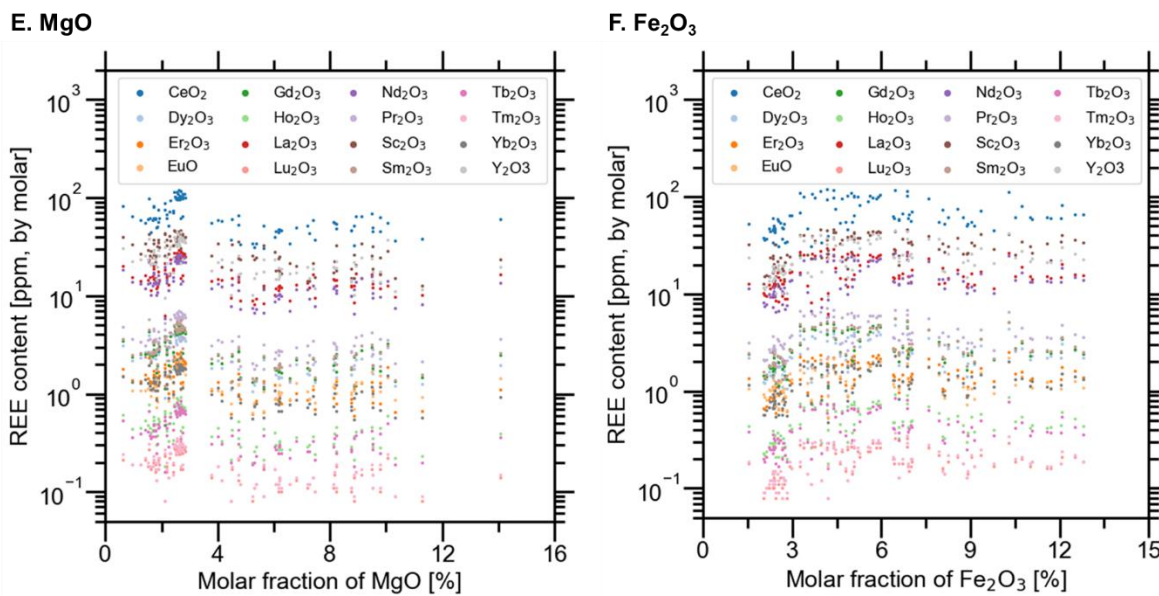 E. MgO
F. Fe₂O₃
CeO₂ Gd₂O₃ Nd₂O₃ Tb₂O₃
Dy₂O₃ Ho₂O₃ Pr₂O₃ Tm₂O₃
Er₂O₃ La₂O₃ Sc₂O₃ Yb₂O₃
EuO Lu₂O₃ Sm₂O₃ Y₂O3
10³
10²
10¹
10⁰
10⁻¹
REE content [ppm, by molar]
0 4 8 12 16
Molar fraction of MgO [%]
CeO₂ Gd₂O₃ Nd₂O₃ Tb₂O₃
Dy₂O₃ Ho₂O₃ Pr₂O₃ Tm₂O₃
Er₂O₃ La₂O₃ Sc₂O₃ Yb₂O₃
EuO Lu₂O₃ Sm₂O₃ Y₂O3
10³
10²
10¹
10⁰
10⁻¹
REE content [ppm, by molar]
0 3 6 9 12 15
Molar fraction of Fe₂O₃ [%]